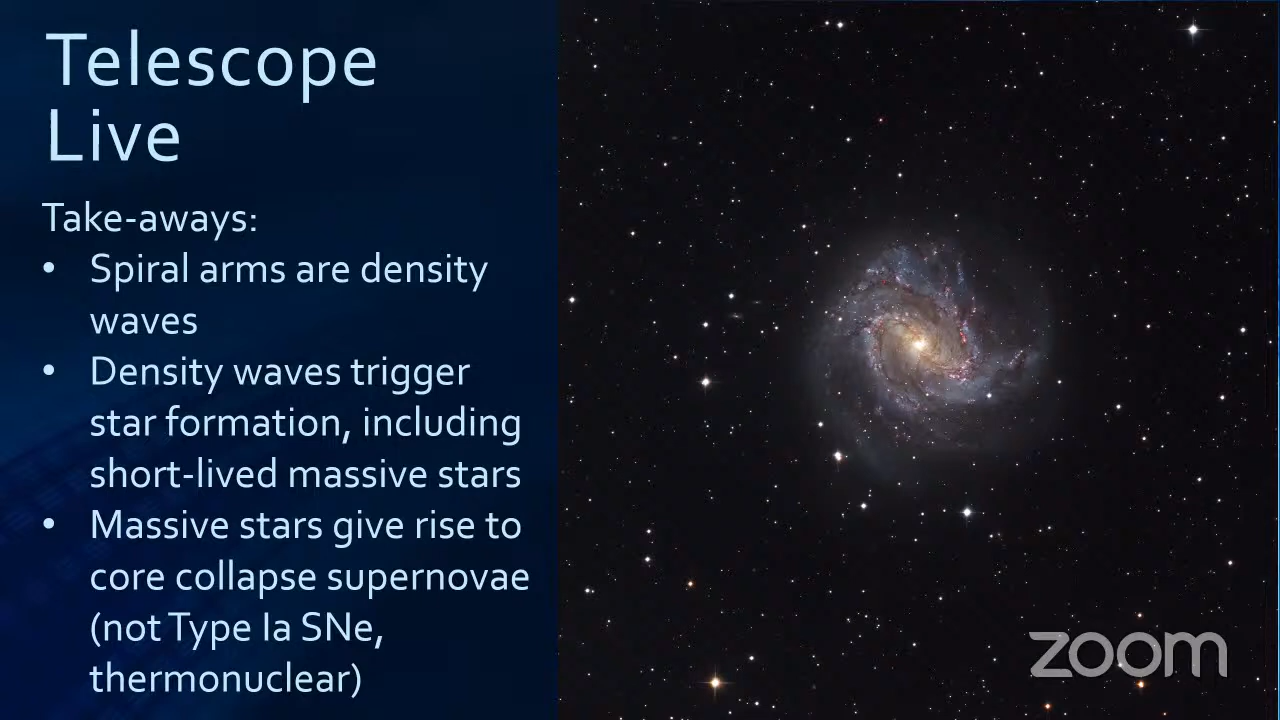 Telescope
Live
Take-aways:
• Spiral arms are density
waves
• Density waves trigger
star formation, including
short-lived massive stars
• Massive stars give rise to
core collapse supernovae
(not Type Ia SNe,
thermonuclear)
zoom